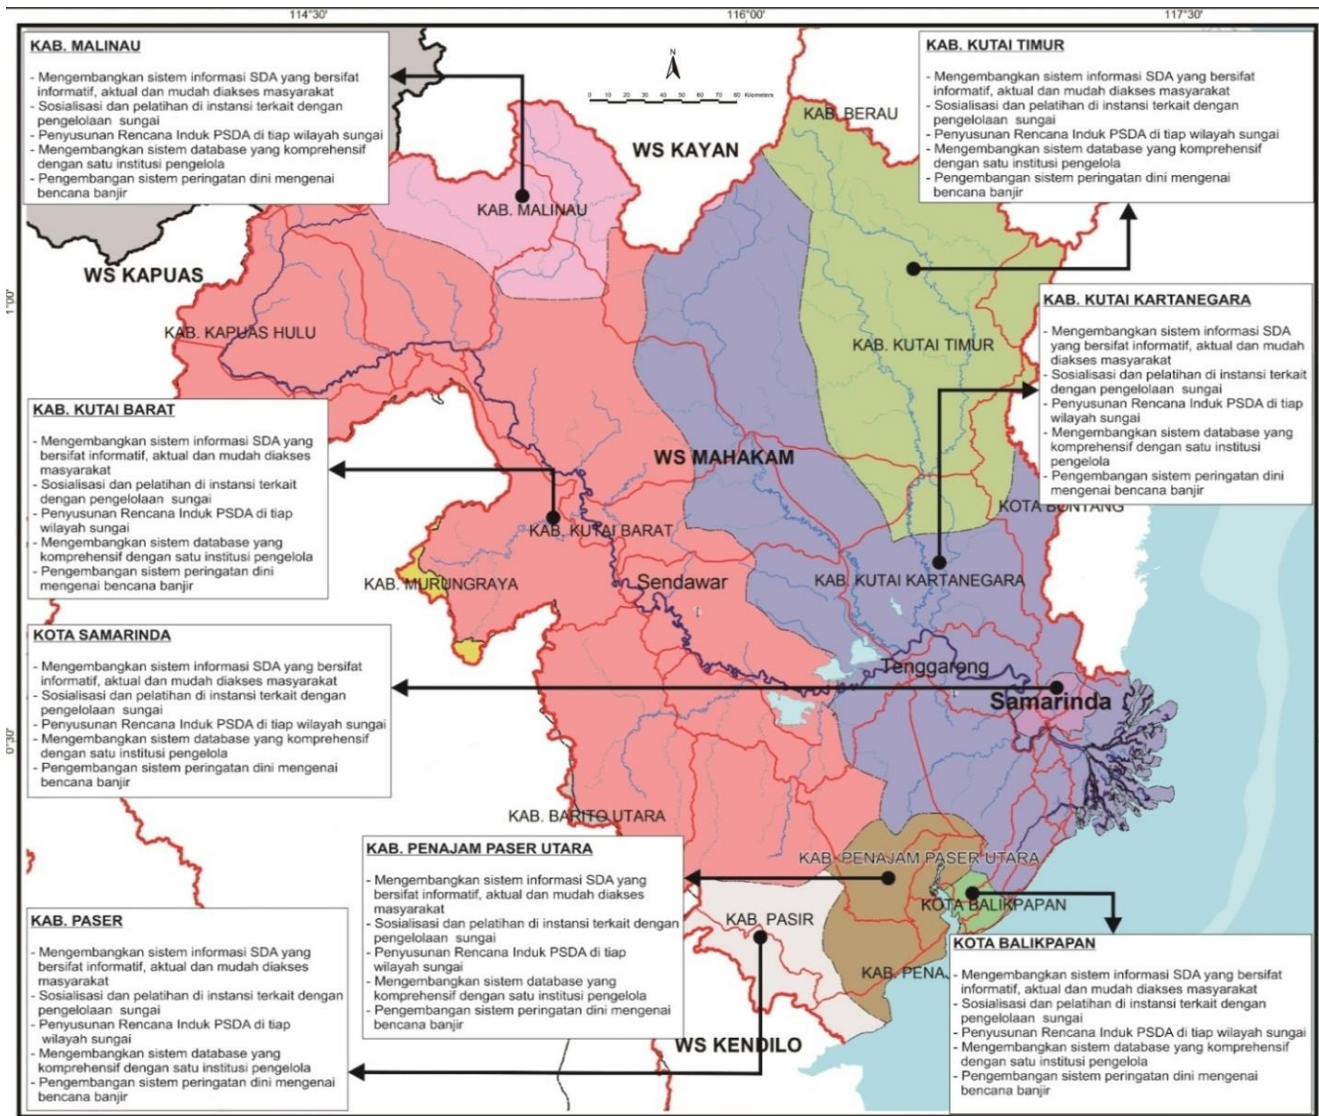 114°30'
116°00'
117°30'
KAB. MALINAU
- Mengembangkan sistem informasi SDA yang bersifat
informatif, aktual dan mudah diakses masyarakat
- Sosialisasi dan pelatihan di instansi terkait dengan
pengelolaan sungai
- Penyusunan Rencana Induk PSDA di tiap wilayah sungai
- Mengembangkan sistem database yang komprehensif
dengan satu institusi pengelola
- Pengembangan sistem peringatan dini mengenai
bencana banjir
N
0 10 20 30 40 50 60 70 80 Kilometers
KAB. KUTAI TIMUR
- Mengembangkan sistem informasi SDA yang bersifat
informatif, aktual dan mudah diakses masyarakat
- Sosialisasi dan pelatihan di instansi terkait dengan
pengelolaan sungai
- Penyusunan Rencana Induk PSDA di tiap wilayah sungai
- Mengembangkan sistem database yang komprehensif
dengan satu institusi pengelola
- Pengembangan sistem peringatan dini mengenai
bencana banjir
KAB. BERAU
WS KAYAN
KAB. MALINAU
WS KAPUAS
1°00'
KAB. KAPUAS HULU
KAB. KUTAI TIMUR
KAB. KUTAI KARTANEGARA
- Mengembangkan sistem informasi SDA
yang bersifat informatif, aktual dan mudah
diakses masyarakat
- Sosialisasi dan pelatihan di instansi terkait
dengan pengelolaan sungai
- Penyusunan Rencana Induk PSDA di tiap
wilayah sungai
- Mengembangkan sistem database yang
komprehensif dengan satu institusi
pengelola
- Pengembangan sistem peringatan dini
mengenai bencana banjir
KAB. KUTAI BARAT
- Mengembangkan sistem informasi SDA yang
bersifat informatif, aktual dan mudah diakses
masyarakat
- Sosialisasi dan pelatihan di instansi terkait
dengan pengelolaan sungai
- Penyusunan Rencana Induk PSDA di tiap
wilayah sungai
- Mengembangkan sistem database yang
komprehensif dengan satu institusi pengelola
- Pengembangan sistem peringatan dini
mengenai bencana banjir
WS MAHAKAM
KOTA BONTANG
KAB. KUTAI BARAT
KAB. MURUNGRAYA
Sendawar
KAB. KUTAI KARTANEGARA
KOTA SAMARINDA
- Mengembangkan sistem informasi SDA yang bersifat
informatif, aktual dan mudah diakses masyarakat
- Sosialisasi dan pelatihan di instansi terkait dengan
pengelolaan sungai
- Penyusunan Rencana Induk PSDA di tiap wilayah sungai
- Mengembangkan sistem database yang komprehensif
dengan satu institusi pengelola
- Pengembangan sistem peringatan dini mengenai
bencana banjir
Tenggarong
Samarinda
0°30'
KAB. BARITO UTARA
KAB. PENAJAM PASER UTARA
- Mengembangkan sistem informasi SDA yang
bersifat informatif, aktual dan mudah diakses
masyarakat
- Sosialisasi dan pelatihan di instansi terkait dengan
pengelolaan sungai
- Penyusunan Rencana Induk PSDA di tiap
wilayah sungai
- Mengembangkan sistem database yang
komprehensif dengan satu institusi pengelola
- Pengembangan sistem peringatan dini mengenai
bencana banjir
KAB. PENAJAM PASER UTARA
KOTA BALIKPAPAN
KAB. PASIR
KAB. PENA
WS KENDILO
KAB. PASER
- Mengembangkan sistem informasi SDA yang
bersifat informatif, aktual dan mudah diakses
masyarakat
- Sosialisasi dan pelatihan di instansi terkait dengan
pengelolaan sungai
- Penyusunan Rencana Induk PSDA di tiap
wilayah sungai
- Mengembangkan sistem database yang
komprehensif dengan satu institusi pengelola
- Pengembangan sistem peringatan dini mengenai
bencana banjir
KOTA BALIKPAPAN
- Mengembangkan sistem informasi SDA yang bersifat
informatif, aktual dan mudah diakses masyarakat
- Sosialisasi dan pelatihan di instansi terkait dengan
pengelolaan sungai
- Penyusunan Rencana Induk PSDA di tiap wilayah sungai
- Mengembangkan sistem database yang komprehensif
dengan satu institusi pengelola
- Pengembangan sistem peringatan dini mengenai
bencana banjir